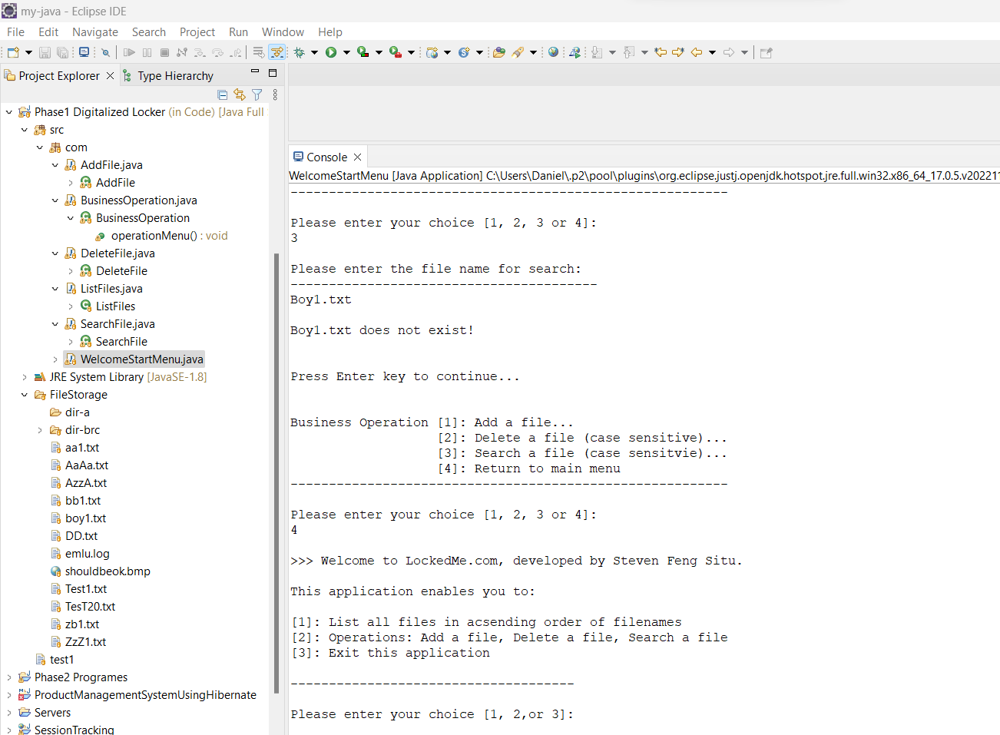 my-java - Eclipse IDE
File Edit Navigate Search Project Run Window Help
Project Explorer Type Hierarchy
Phase1 Digitalized Locker (in Code) [Java Full
src
com
AddFile.java
AddFile
BusinessOperation.java
BusinessOperation
operationMenu() : void
DeleteFile.java
DeleteFile
ListFiles.java
ListFiles
SearchFile.java
SearchFile
WelcomeStartMenu.java
JRE System Library [JavaSE-1.8]
FileStorage
dir-a
dir-brc
aa1.txt
AaAa.txt
AzzA.txt
bb1.txt
boy1.txt
DD.txt
emlu.log
shouldbeok.bmp
Test1.txt
TesT20.txt
zb1.txt
ZzZ1.txt
test1
Phase2 Programes
ProductManagementSystemUsingHibernate
Servers
SessionTracking
Console
WelcomeStartMenu [Java Application] C:\Users\Daniel\.p2\pool\plugins\org.eclipse.justj.openjdk.hotspot.jre.full.win32.x86_64_17.0.5.v202211
---------------------------------------------------------
Please enter your choice [1, 2, 3 or 4]:
3
Please enter the file name for search:
----------------------------------------
Boy1.txt
Boy1.txt does not exist!
Press Enter key to continue...
Business Operation [1]: Add a file...
[2]: Delete a file (case sensitive)...
[3]: Search a file (case sensitvie)...
[4]: Return to main menu
---------------------------------------------------------
Please enter your choice [1, 2, 3 or 4]:
4
>>> Welcome to LockedMe.com, developed by Steven Feng Situ.
This application enables you to:
[1]: List all files in acsending order of filenames
[2]: Operations: Add a file, Delete a file, Search a file
[3]: Exit this application
-------------------------------------
Please enter your choice [1, 2,or 3]: